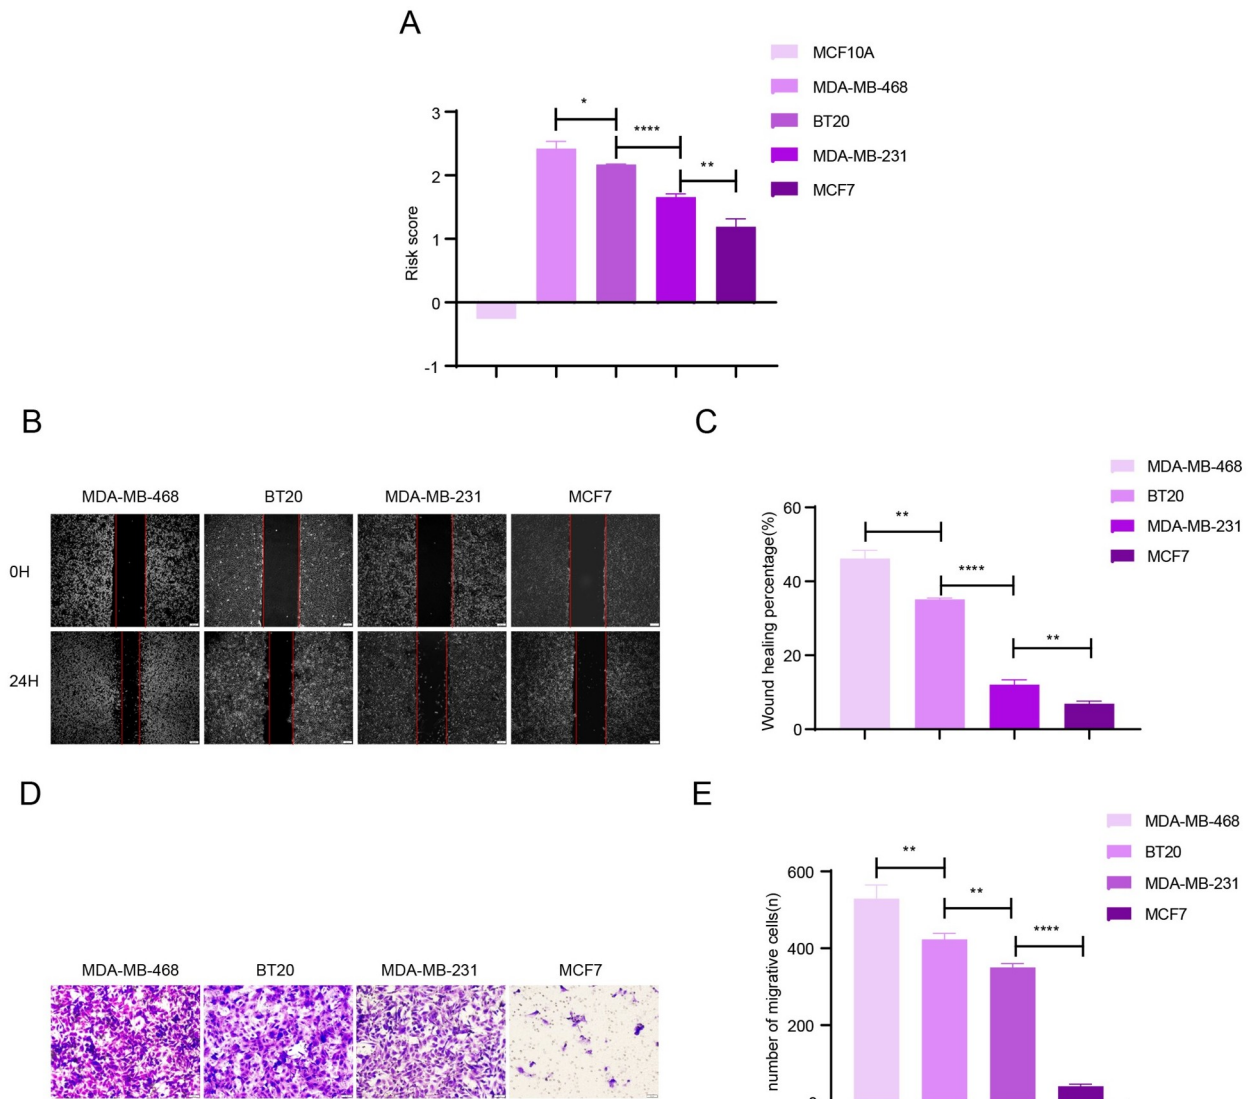 A
MCF10A
MDA-MB-468
BT20
MDA-MB-231
MCF7
*
****
**
3
2
1
0
-1
Risk score
B
MDA-MB-468 BT20 MDA-MB-231 MCF7
0H
24H
C
MDA-MB-468
BT20
MDA-MB-231
MCF7
**
****
**
60
40
20
0
Wound healing percentage(%)
D
MDA-MB-468 BT20 MDA-MB-231 MCF7
E
MDA-MB-468
BT20
MDA-MB-231
MCF7
**
**
****
600
400
200
number of migrative cells(n)